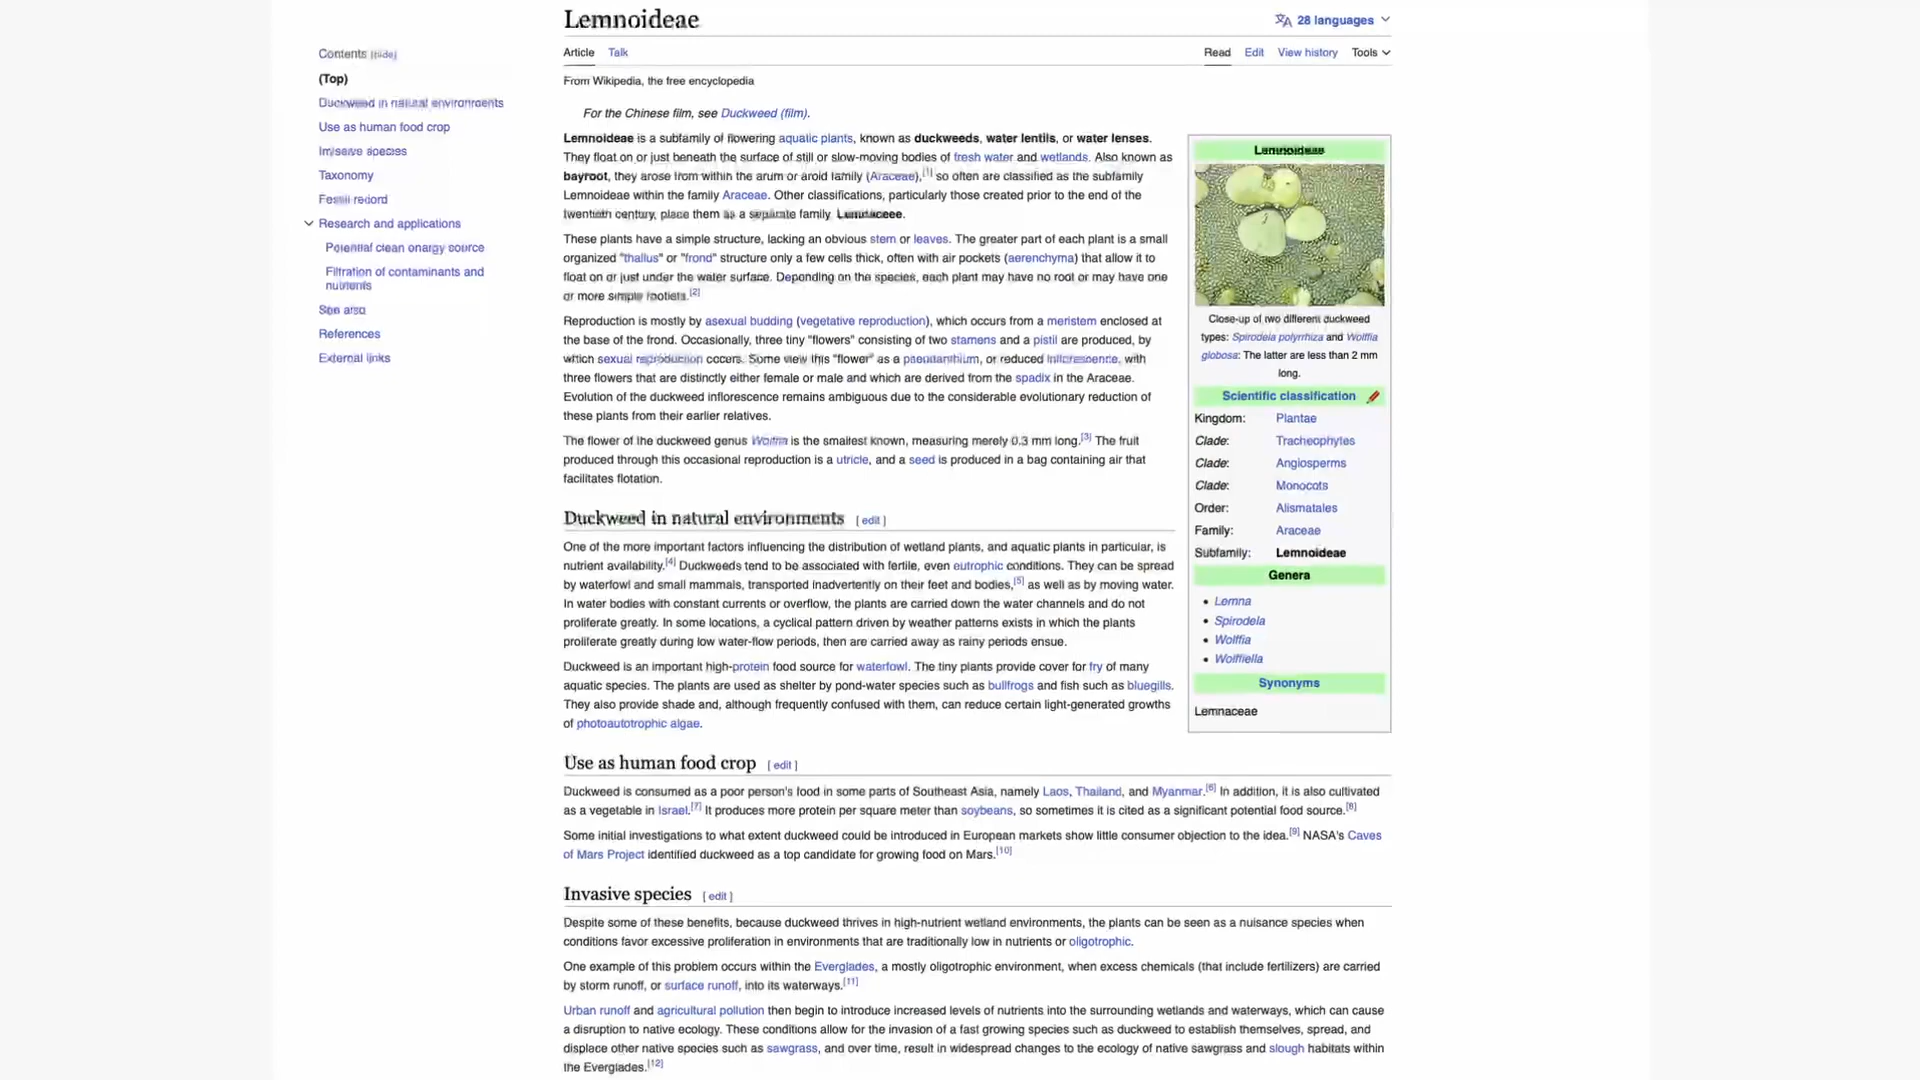 Lemnoideae
28 languages
Contents [hide]
(Top)
Duckweed in natural environments
Use as human food crop
Invasive species
Taxonomy
Fossil record
Research and applications
Potential clean energy source
Filtration of contaminants and
nutrients
See also
References
External links
Article Talk
Read Edit View history Tools
From Wikipedia, the free encyclopedia
For the Chinese film, see Duckweed (film).
Lemnoideae is a subfamily of flowering aquatic plants, known as duckweeds, water lentils, or water lenses.
They float on or just beneath the surface of still or slow-moving bodies of fresh water and wetlands. Also known as
bayroot, they arose from within the arum or aroid family (Araceae),[1] so often are classified as the subfamily
Lemnoideae within the family Araceae. Other classifications, particularly those created prior to the end of the
twentieth century, place them as a separate family, Lemnaceae.
These plants have a simple structure, lacking an obvious stem or leaves. The greater part of each plant is a small
organized "thallus" or "frond" structure only a few cells thick, often with air pockets (aerenchyma) that allow it to
float on or just under the water surface. Depending on the species, each plant may have no root or may have one
or more simple rootlets.[2]
Reproduction is mostly by asexual budding (vegetative reproduction), which occurs from a meristem enclosed at
the base of the frond. Occasionally, three tiny "flowers" consisting of two stamens and a pistil are produced, by
which sexual reproduction occurs. Some view this "flower" as a pseudanthium, or reduced inflorescence, with
three flowers that are distinctly either female or male and which are derived from the spadix in the Araceae.
Evolution of the duckweed inflorescence remains ambiguous due to the considerable evolutionary reduction of
these plants from their earlier relatives.
The flower of the duckweed genus Wolffia is the smallest known, measuring merely 0.3 mm long.[3] The fruit
produced through this occasional reproduction is a utricle, and a seed is produced in a bag containing air that
facilitates flotation.
Duckweed in natural environments [ edit ]
One of the more important factors influencing the distribution of wetland plants, and aquatic plants in particular, is
nutrient availability.[4] Duckweeds tend to be associated with fertile, even eutrophic conditions. They can be spread
by waterfowl and small mammals, transported inadvertently on their feet and bodies,[5] as well as by moving water.
In water bodies with constant currents or overflow, the plants are carried down the water channels and do not
proliferate greatly. In some locations, a cyclical pattern driven by weather patterns exists in which the plants
proliferate greatly during low water-flow periods, then are carried away as rainy periods ensue.
Duckweed is an important high-protein food source for waterfowl. The tiny plants provide cover for fry of many
aquatic species. The plants are used as shelter by pond-water species such as bullfrogs and fish such as bluegills.
They also provide shade and, although frequently confused with them, can reduce certain light-generated growths
of photoautotrophic algae.
Lemnoideae
Close-up of two different duckweed
types: Spirodela polyrrhiza and Wolffia
globosa: The latter are less than 2 mm
long.
Scientific classification
Kingdom: Plantae
Clade: Tracheophytes
Clade: Angiosperms
Clade: Monocots
Order: Alismatales
Family: Araceae
Subfamily: Lemnoideae
Genera
• Lemna
• Spirodela
• Wolffia
• Wolffiella
Synonyms
Lemnaceae
Use as human food crop [ edit ]
Duckweed is consumed as a poor person's food in some parts of Southeast Asia, namely Laos, Thailand, and Myanmar.[6] In addition, it is also cultivated
as a vegetable in Israel.[7] It produces more protein per square meter than soybeans, so sometimes it is cited as a significant potential food source.[8]
Some initial investigations to what extent duckweed could be introduced in European markets show little consumer objection to the idea.[9] NASA's Caves
of Mars Project identified duckweed as a top candidate for growing food on Mars.[10]
Invasive species [ edit ]
Despite some of these benefits, because duckweed thrives in high-nutrient wetland environments, the plants can be seen as a nuisance species when
conditions favor excessive proliferation in environments that are traditionally low in nutrients or oligotrophic.
One example of this problem occurs within the Everglades, a mostly oligotrophic environment, when excess chemicals (that include fertilizers) are carried
by storm runoff, or surface runoff, into its waterways.[11]
Urban runoff and agricultural pollution then begin to introduce increased levels of nutrients into the surrounding wetlands and waterways, which can cause
a disruption to native ecology. These conditions allow for the invasion of a fast growing species such as duckweed to establish themselves, spread, and
displace other native species such as sawgrass, and over time, result in widespread changes to the ecology of native sawgrass and slough habitats within
the Everglades.[12]